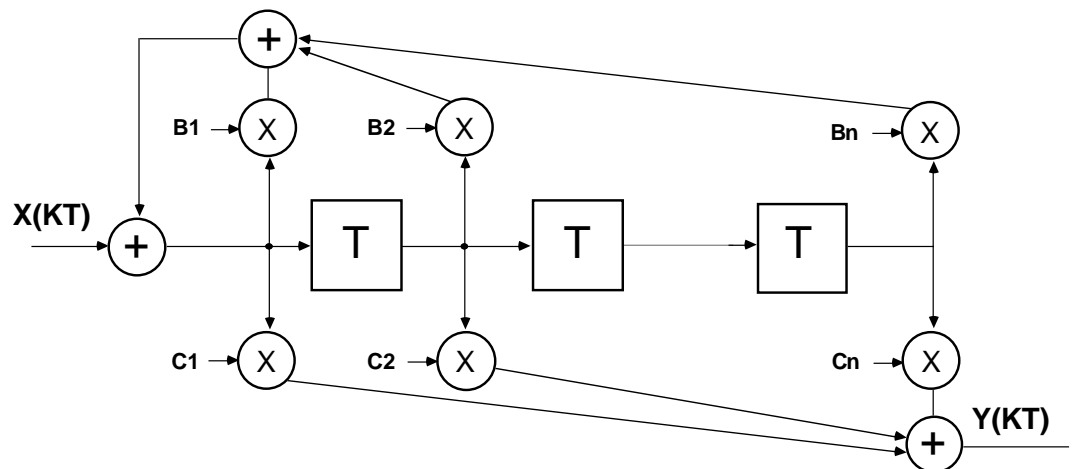 +
B1 X
B2 X
Bn X
X(KT)
+ T T T
C1 X
C2 X
Cn X
+ Y(KT)